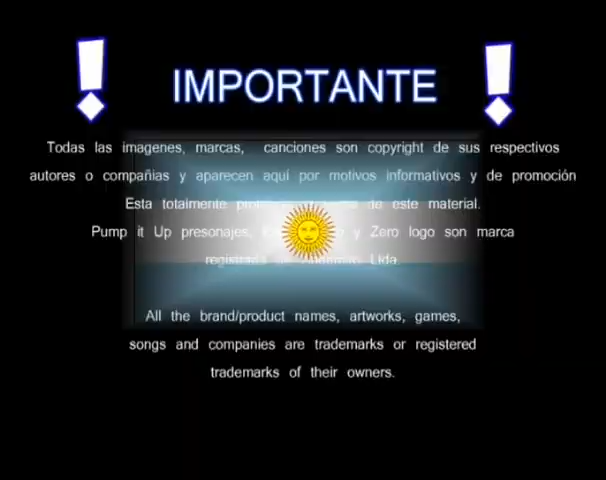 ! IMPORTANTE !
Todas las imagenes, marcas, canciones son copyright de sus respectivos
autores o compañias y aparecen aquí por motivos informativos y de promoción
Esta totalmente de este material.
Pump it Up presonajes, y Zero logo son marca
Ltda.
All the brand/product names, artworks, games,
songs and companies are trademarks or registered
trademarks of their owners.